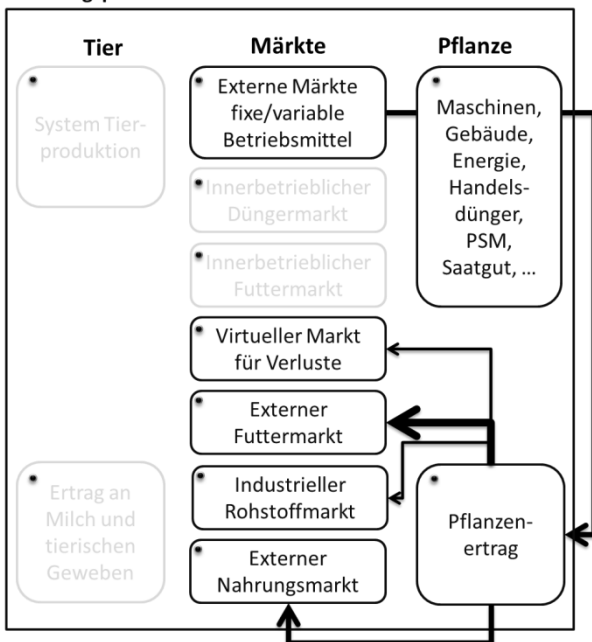 Tier
Märkte
Pflanze
System Tier-
produktion
Externe Märkte
fixe/variable
Betriebsmittel
Maschinen,
Gebäude,
Energie,
Handels-
dünger,
PSM,
Saatgut, ...
Innerbetrieblicher
Düngermarkt
Innerbetrieblicher
Futtermarkt
Virtueller Markt
für Verluste
Externer
Futtermarkt
Ertrag an
Milch und
tierischen
Geweben
Industrieller
Rohstoffmarkt
Pflanzen-
ertrag
Externer
Nahrungsmarkt